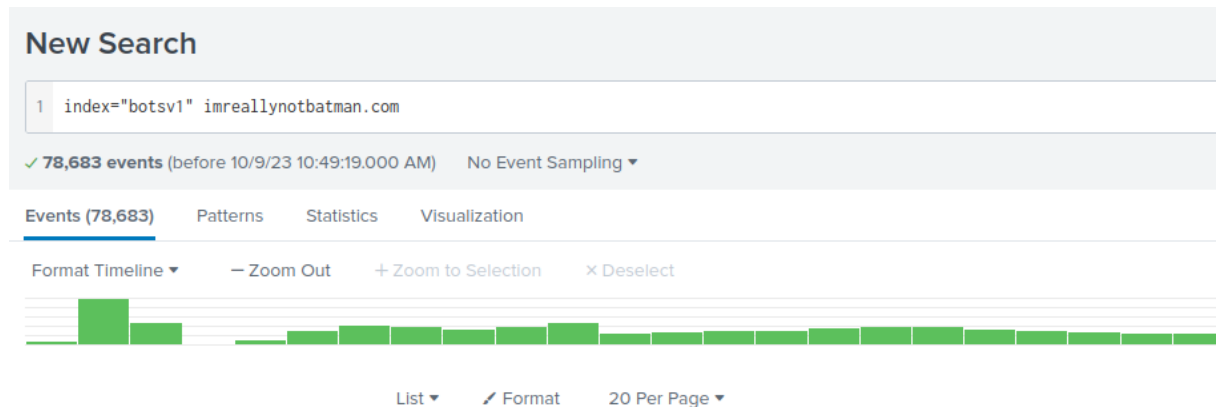 New Search
1 index="botsv1" imreallynotbatman.com
✓ 78,683 events (before 10/9/23 10:49:19.000 AM) No Event Sampling ▾
Events (78,683) Patterns Statistics Visualization
Format Timeline ▾ — Zoom Out + Zoom to Selection × Deselect
List ▾ Format 20 Per Page ▾